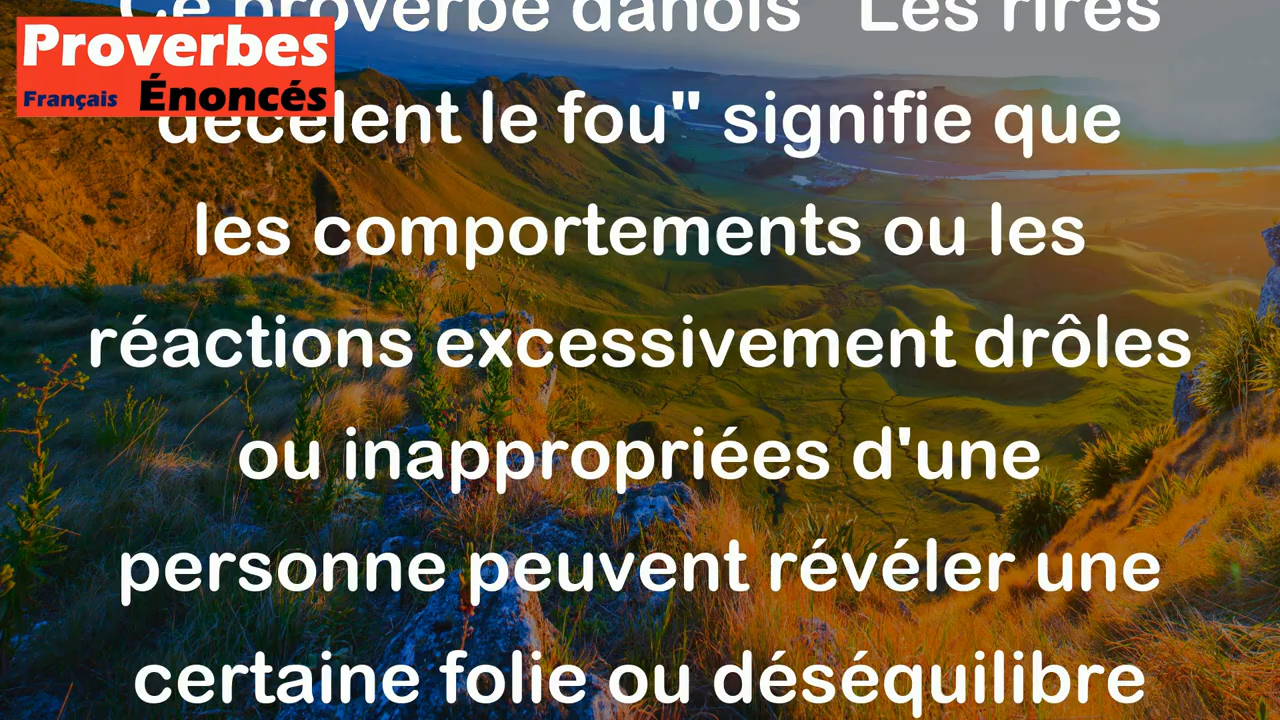 Proverbes
Français Énoncés
Ce proverbe danois "Les rires
décèlent le fou" signifie que
les comportements ou les
réactions excessivement drôles
ou inappropriées d'une
personne peuvent révéler une
certaine folie ou déséquilibre